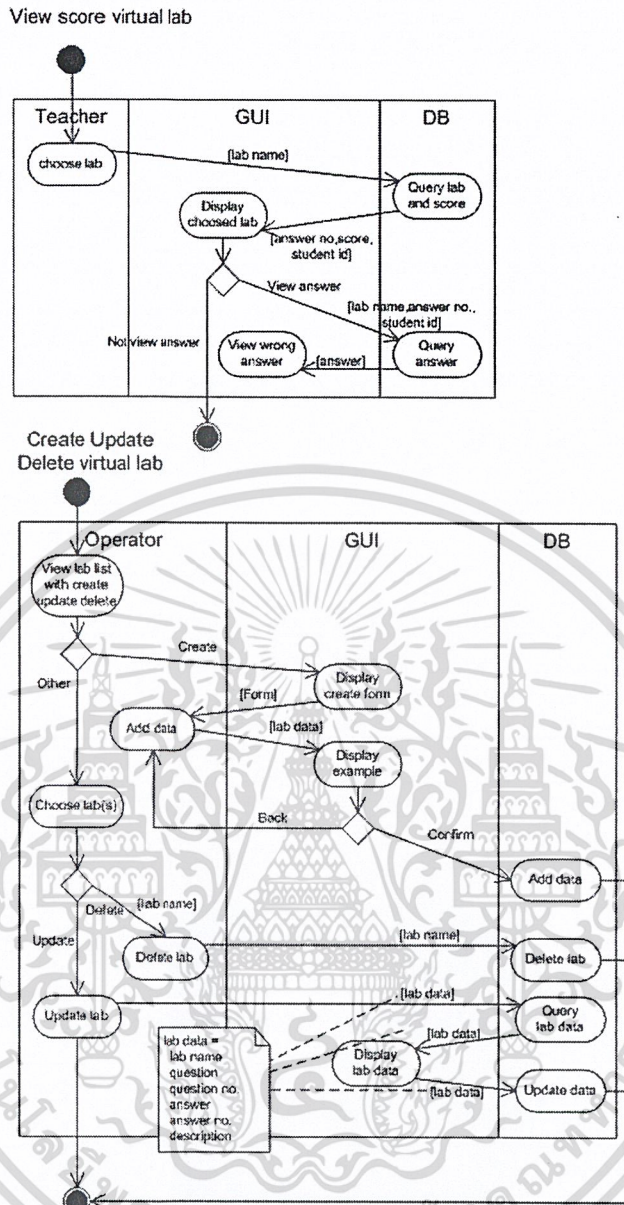 View score virtual lab
Teacher
GUI
DB
choose lab
[lab name]
Query lab
and score
Display
choosed lab
[answer no,score,
student id]
View answer
[lab name,answer no.,
student id]
Not view answer
View wrong
answer
[answer]
Query
answer
Create Update
Delete virtual lab
Operator
GUI
DB
View lab list
with create
update delete
Create
Display
create form
Other
[Form]
Add data
[lab data]
Display
example
Choose lab(s)
Back
Confirm
Add data
Delete
[lab name]
Update
Delete lab
[lab name]
Delete lab
Update lab
[lab data]
Query
lab data
[lab data]
Display
lab data
[lab data]
Update data
lab data =
lab name
question
question no.
answer
answer no.
description